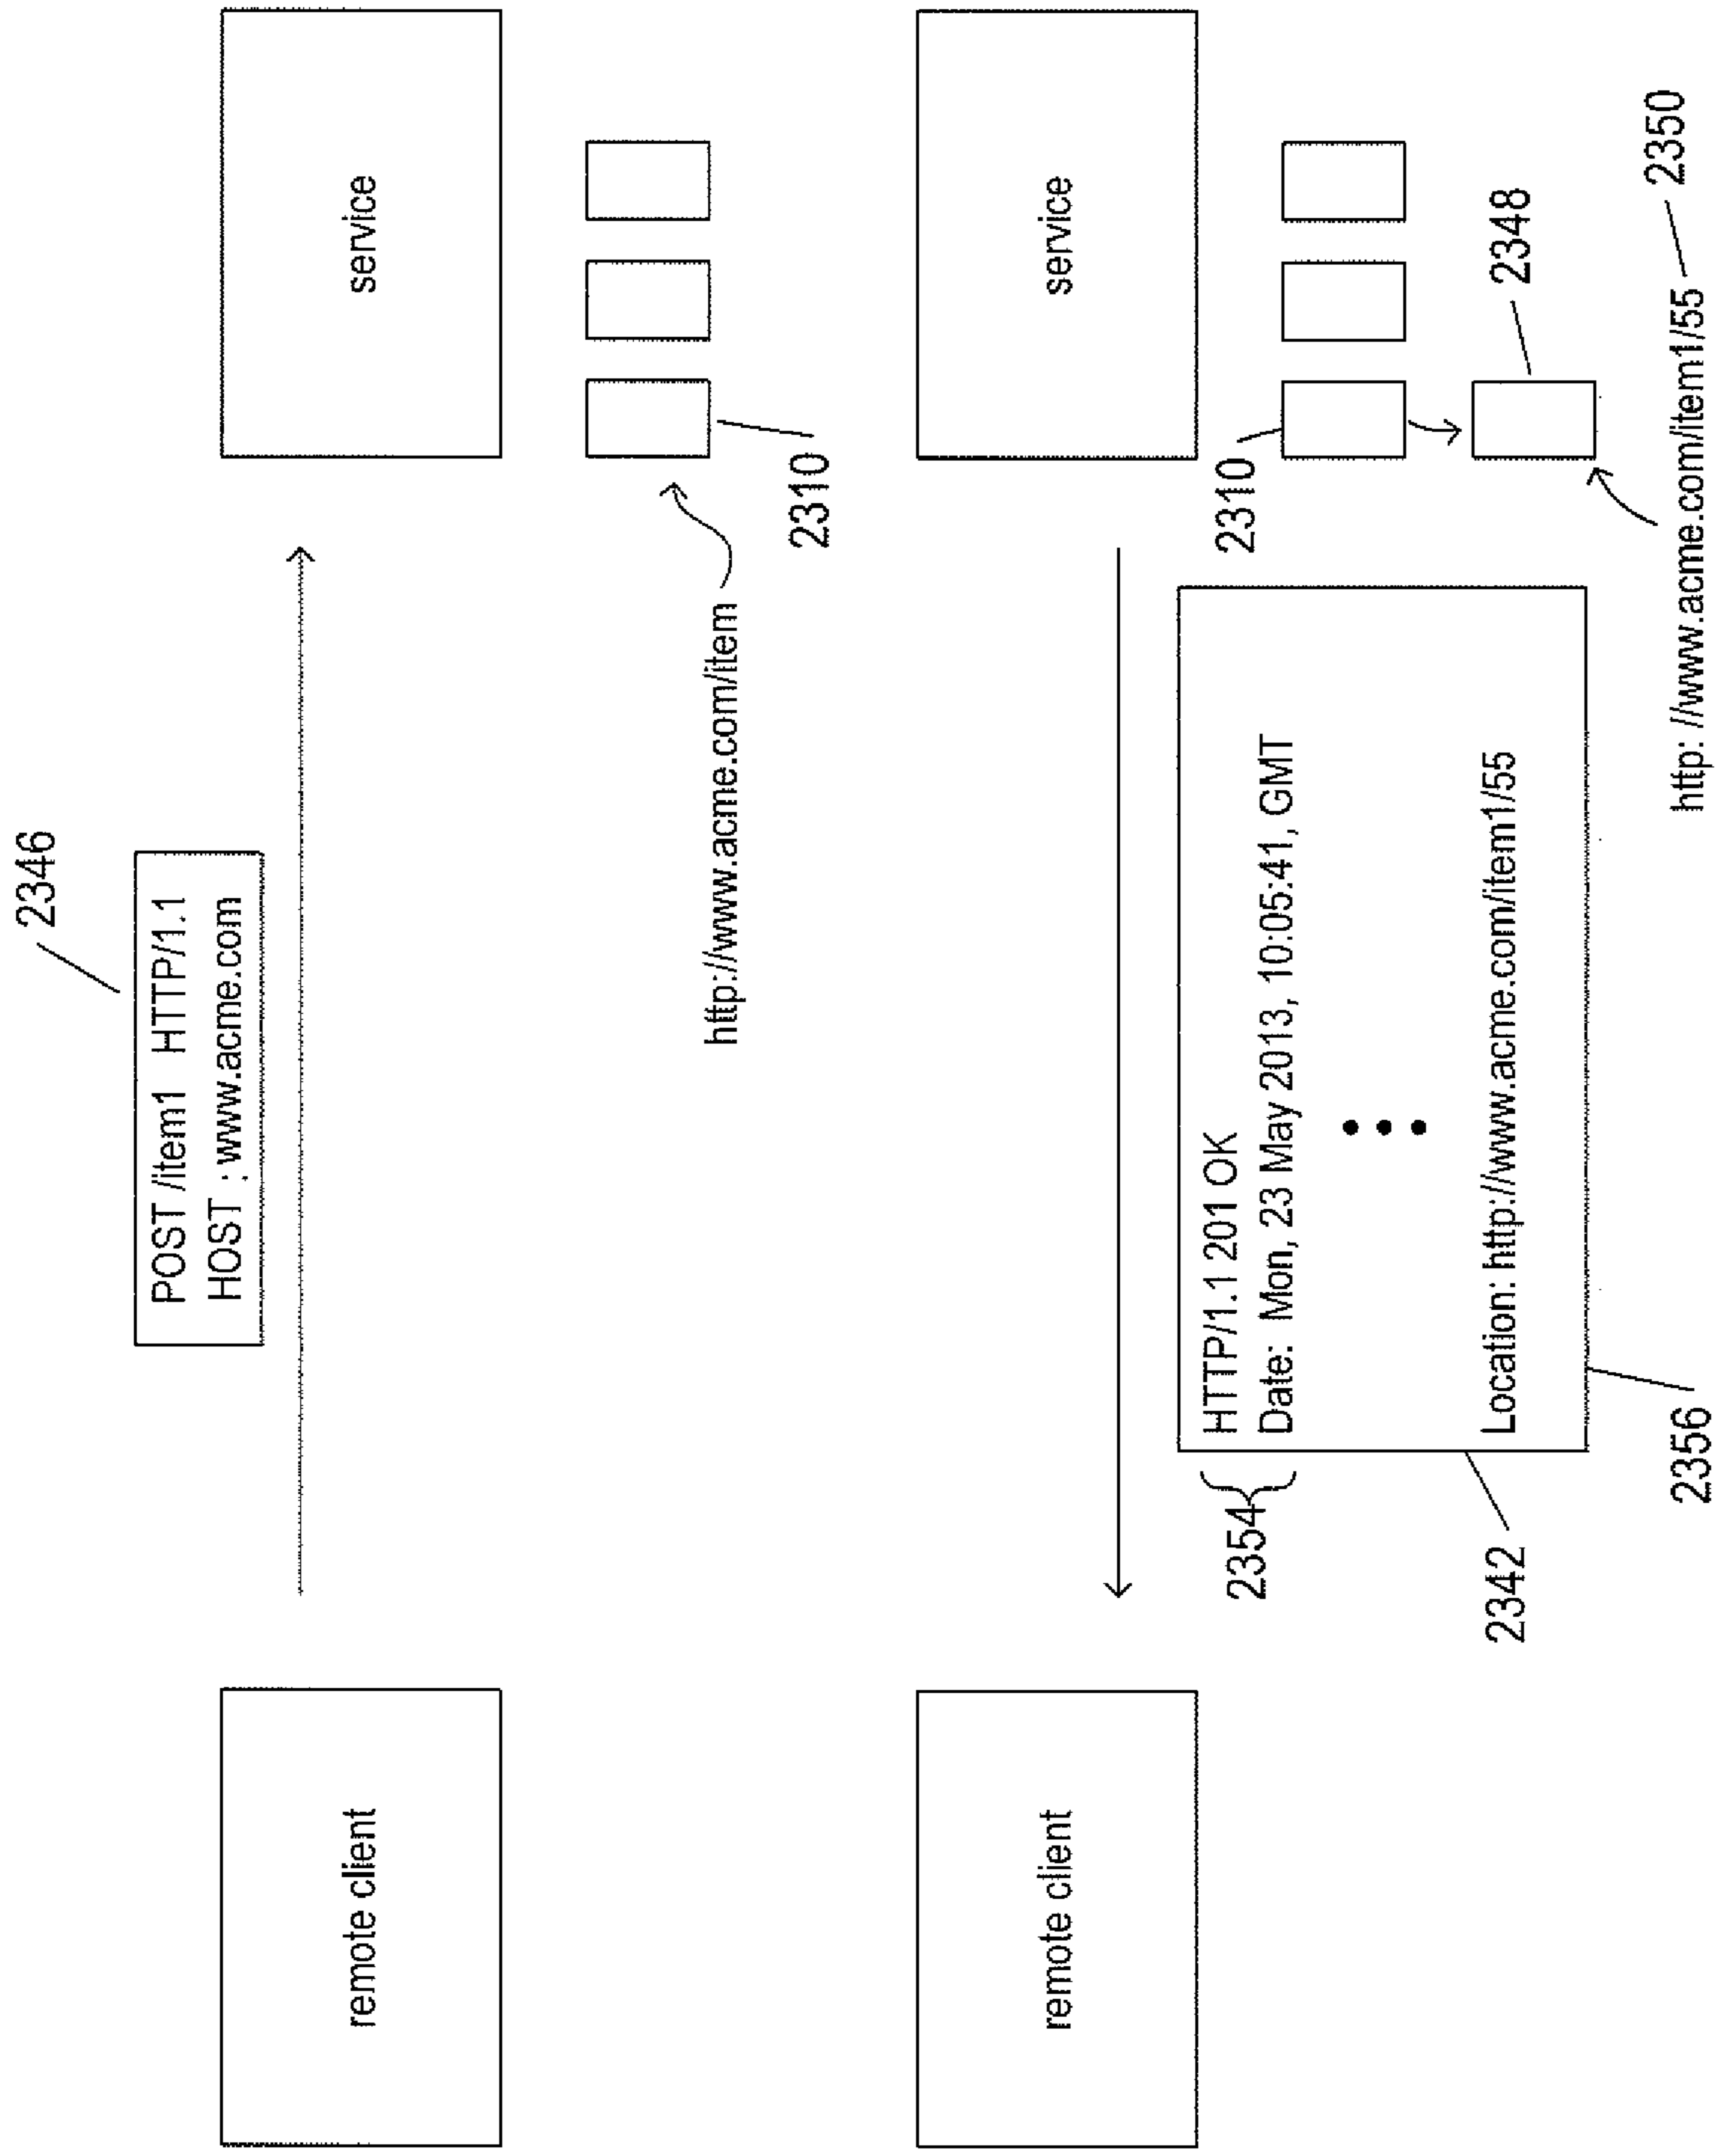 2346
POST /item1 HTTP/1.1
HOST : www.acme.com
remote client
service
http://www.acme.com/item
2310
remote client
service
2310
2354
HTTP/1.1 201 OK
Date: Mon, 23 May 2013, 10:05:41, GMT
Location: http://www.acme.com/item1/55
2342
2356
2348
http: //www.acme.com/item1/55
2350